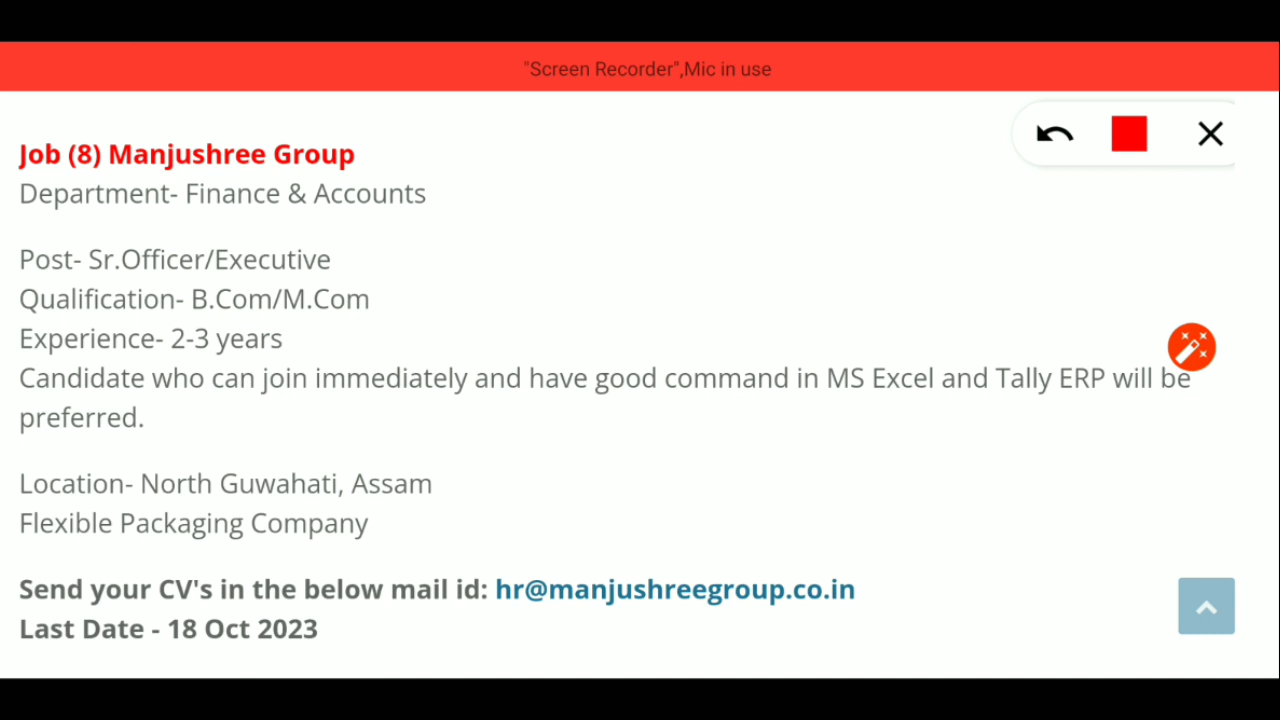 "Screen Recorder",Mic in use
Job (8) Manjushree Group
Department- Finance & Accounts
Post- Sr.Officer/Executive
Qualification- B.Com/M.Com
Experience- 2-3 years
Candidate who can join immediately and have good command in MS Excel and Tally ERP will be
preferred.
Location- North Guwahati, Assam
Flexible Packaging Company
Send your CV's in the below mail id: hr@manjushreegroup.co.in
Last Date - 18 Oct 2023